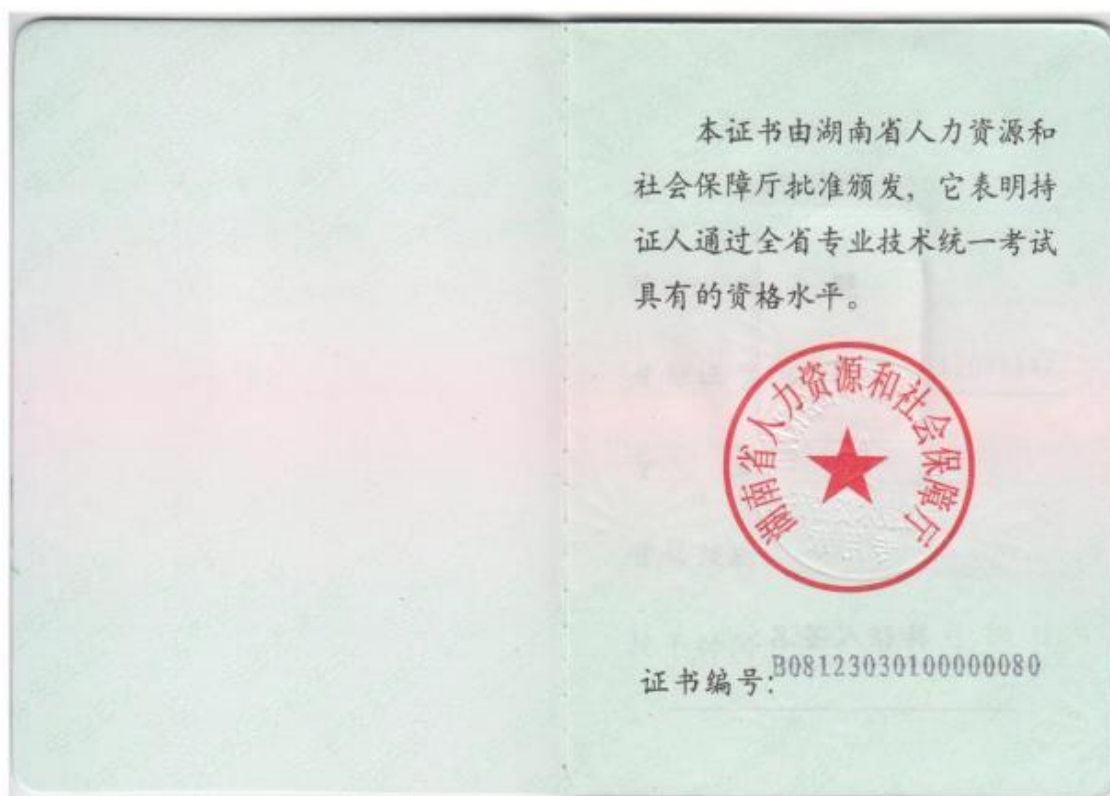 本证书由湖南省人力资源和
社会保障厅批准颁发，它表明持
证人通过全省专业技术统一考试
具有的资格水平。
湖南省人力资源和社会保障厅
证书编号：B08123030100000080